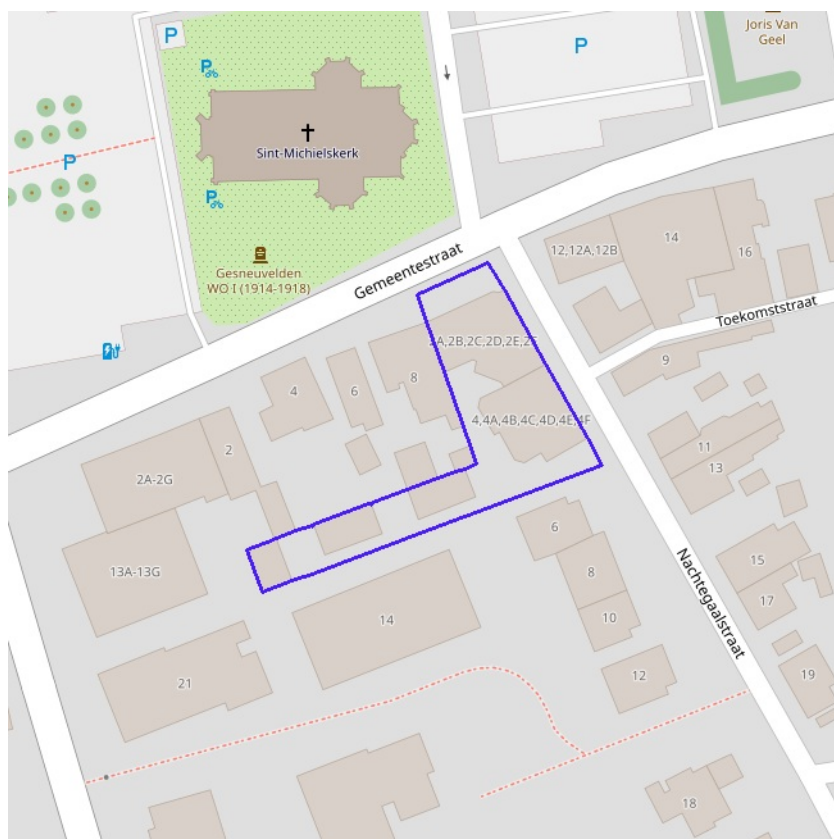 P
Joris Van
Geel
P
P
Sint-Michielskerk
P
P
Gesneuvelden
WO I (1914-1918)
Gemeentestraat
12,12A,12B
14
16
Toekomststraat
2A,2B,2C,2D,2E,2F
9
4
6
8
4,4A,4B,4C,4D,4E,4F
2
2A-2G
11
13
6
13A-13G
8
15
14
10
17
Nachtegaalstraat
21
12
19
18